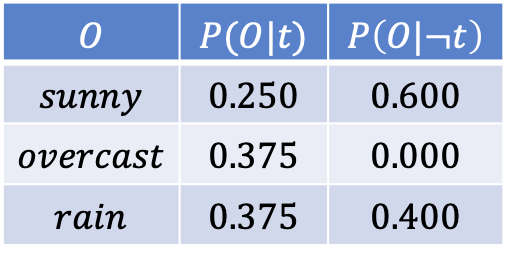 O P(O|t) P(O|¬t)
sunny 0.250 0.600
overcast 0.375 0.000
rain 0.375 0.400